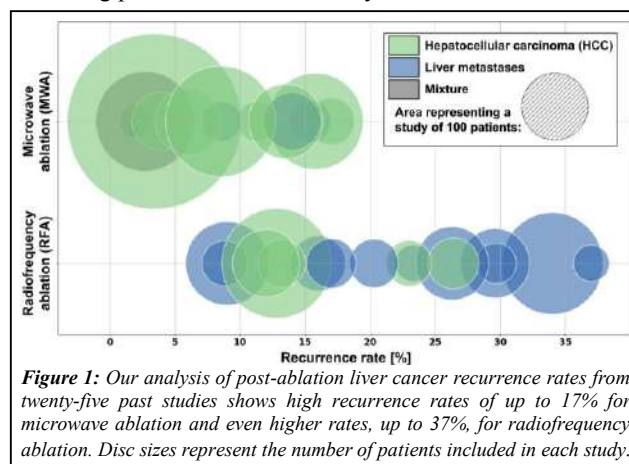 Microwave
ablation (MWA)
Radiofrequency
ablation (RFA)
Hepatocellular carcinoma (HCC)
Liver metastases
Mixture
Area representing a
study of 100 patients:
0 5 10 15 20 25 30 35
Recurrence rate [%]
Figure 1: Our analysis of post-ablation liver cancer recurrence rates from
twenty-five past studies shows high recurrence rates of up to 17% for
microwave ablation and even higher rates, up to 37%, for radiofrequency
ablation. Disc sizes represent the number of patients included in each study.